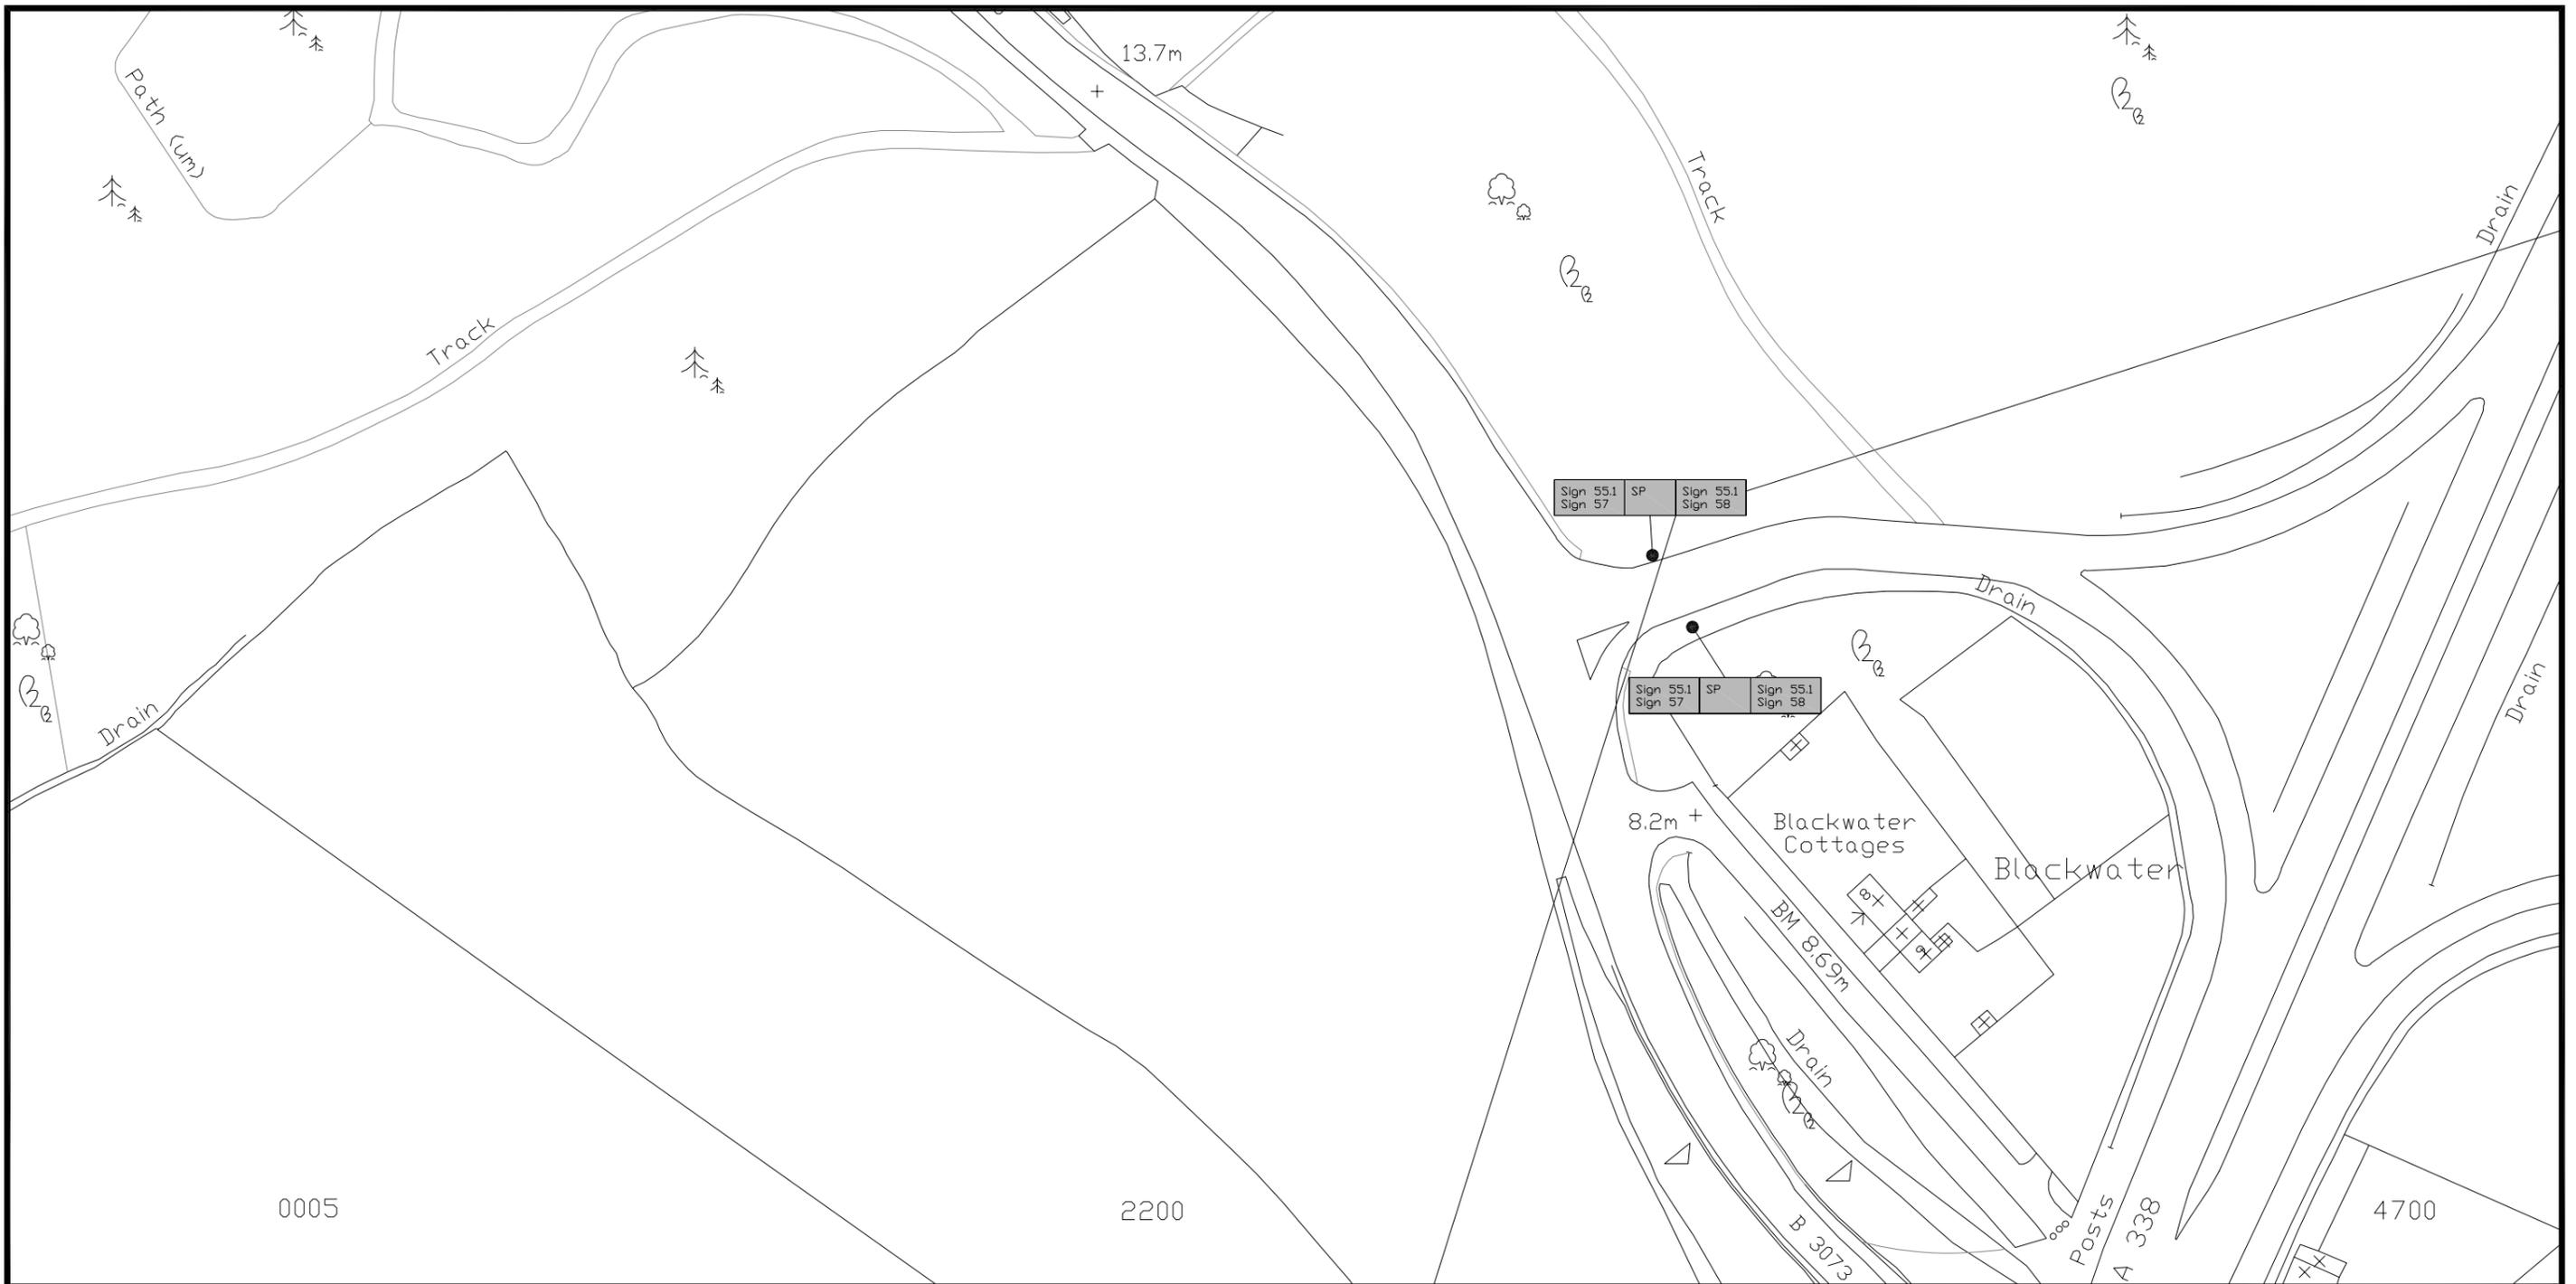 13.7m
Path (um)
Track
Drain
Track
Sign 55.1
Sign 57
SP
Sign 55.1
Sign 58
Drain
Sign 55.1
Sign 57
SP
Sign 55.1
Sign 58
Drain
Drain
8.2m
Blackwater
Cottages
Blackwater
8
9
BM 8.69m
Drain
0005
2200
B 3073
Posts
A 338
4700